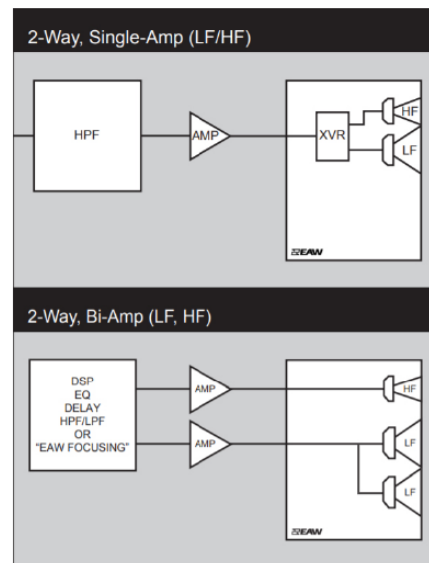 2-Way, Single-Amp (LF/HF)
HPF
AMP
XVR
HF
LF
EAW
2-Way, Bi-Amp (LF, HF)
DSP
EQ
DELAY
HPF/LPF
OR
"EAW FOCUSING"
AMP
HF
AMP
LF
LF
EAW